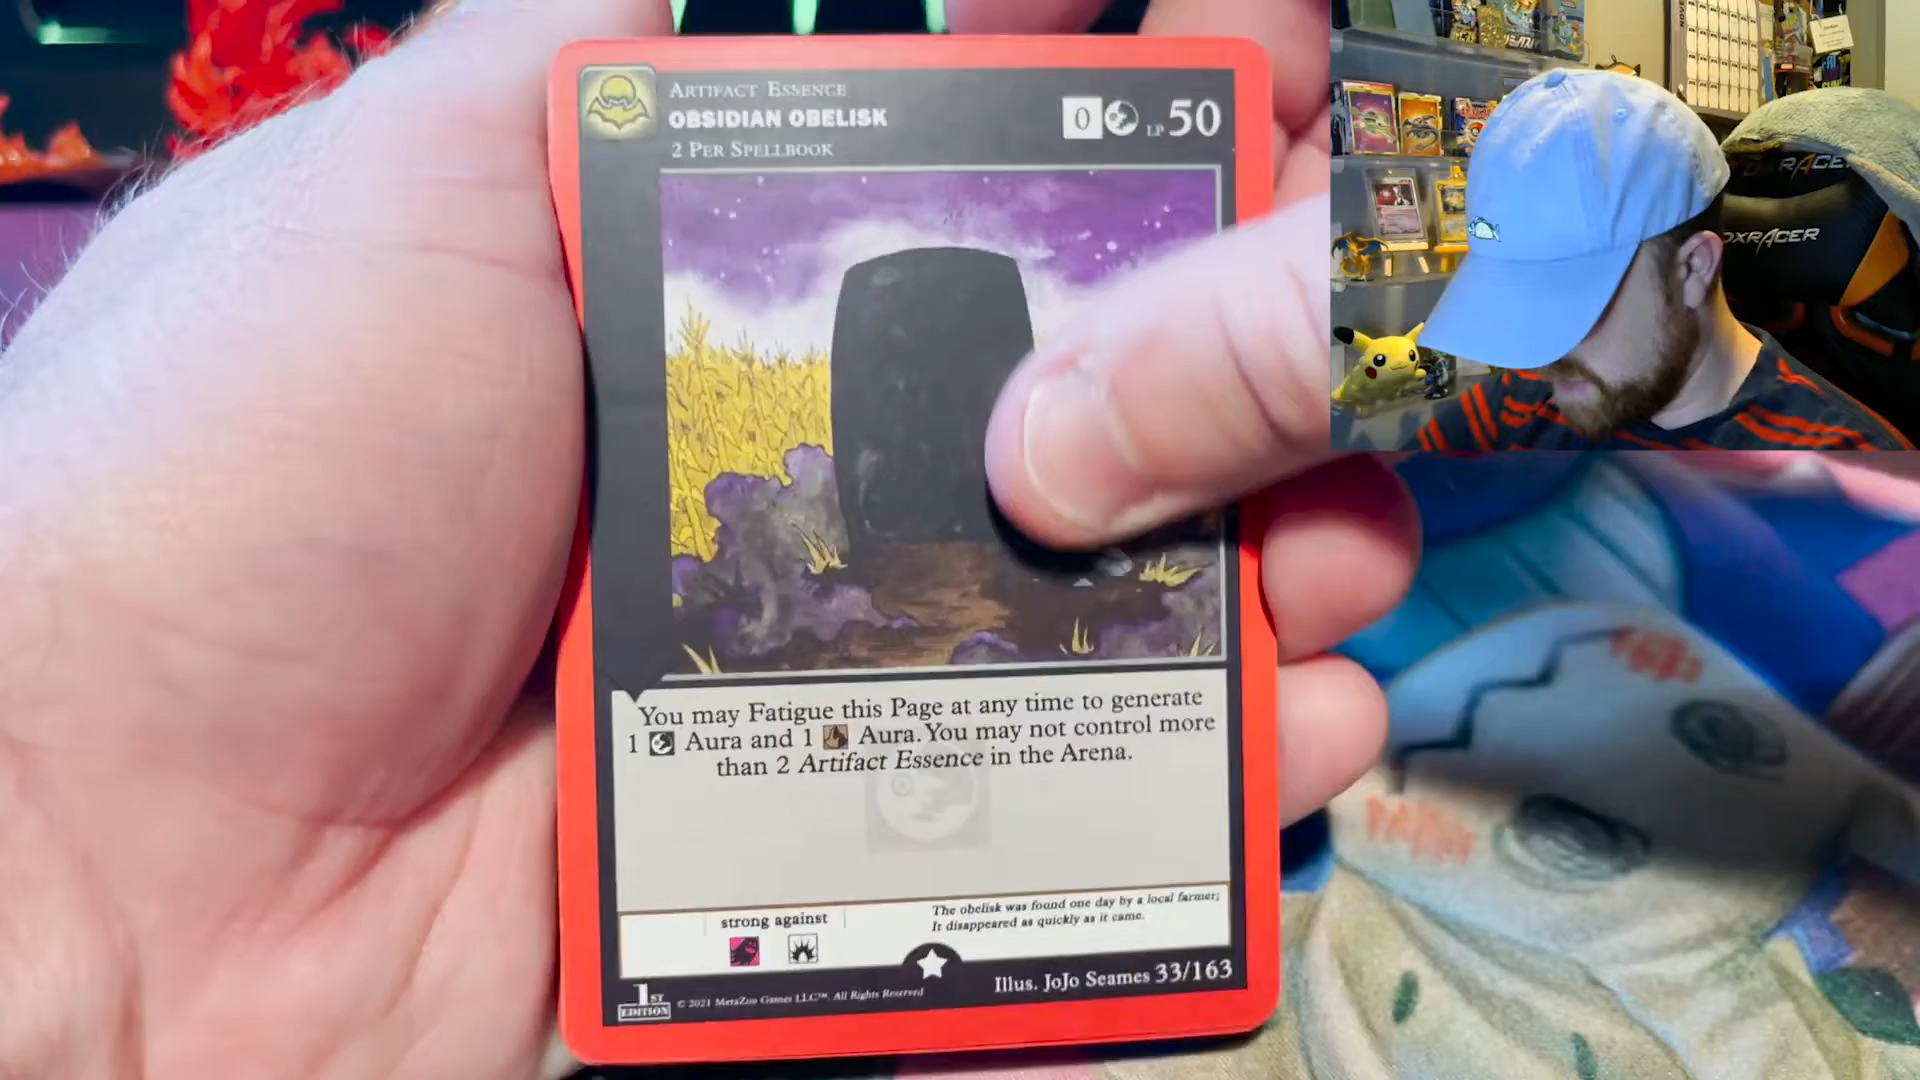 ARTIFACT ESSENCE
OBSIDIAN OBELISK
2 PER SPELLBOOK
0 LP 50
You may Fatigue this Page at any time to generate
1 Aura and 1 Aura. You may not control more
than 2 Artifact Essence in the Arena.
strong against
The obelisk was found one day by a local farmer;
It disappeared as quickly as it came.
1ST
EDITION
© 2021 MetaZoo Games LLC™. All Rights Reserved
Illus. JoJo Seames 33/163
DXRACER